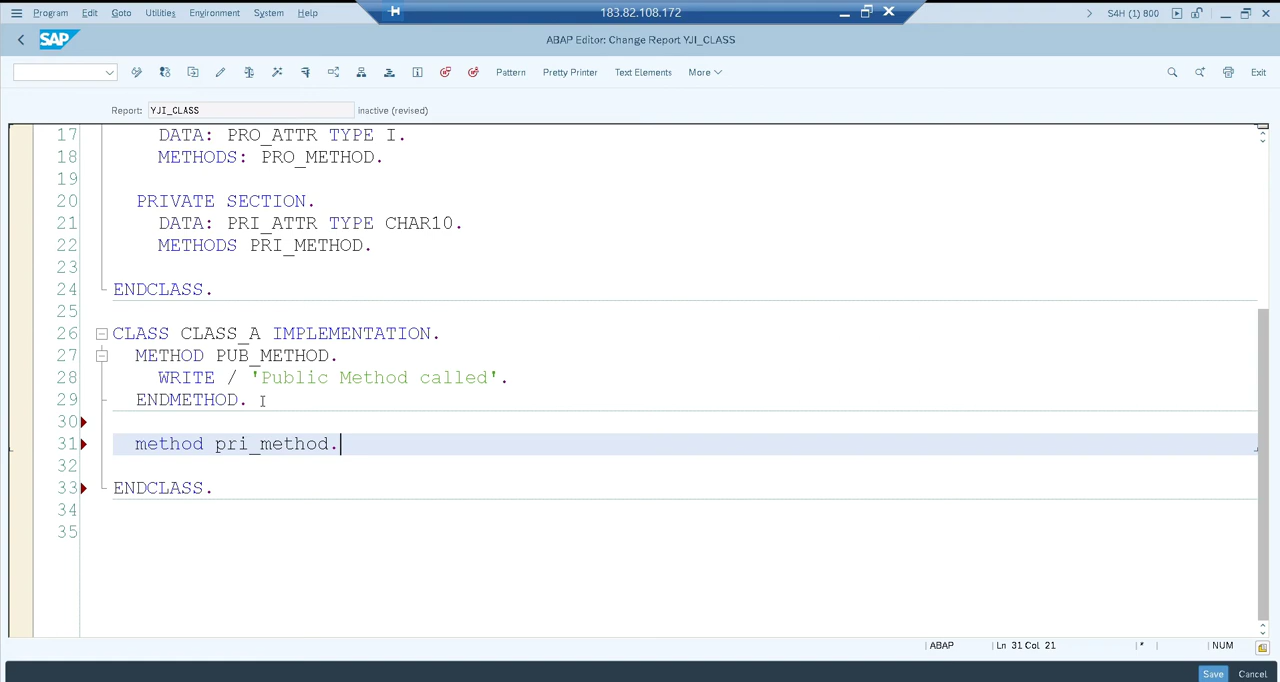 183.82.108.172
Program Edit Goto Utilities Environment System Help
S4H (1) 800
SAP
ABAP Editor: Change Report YJI_CLASS
Pattern Pretty Printer Text Elements More Exit
Report: YJI_CLASS inactive (revised)
17 DATA: PRO_ATTR TYPE I.
18 METHODS: PRO_METHOD.
19
20 PRIVATE SECTION.
21 DATA: PRI_ATTR TYPE CHAR10.
22 METHODS PRI_METHOD.
23
24 ENDCLASS.
25
26 CLASS CLASS_A IMPLEMENTATION.
27 METHOD PUB_METHOD.
28 WRITE / 'Public Method called'.
29 ENDMETHOD.
30
31 method pri_method.
32
33 ENDCLASS.
34
35
ABAP Ln 31 Col 21 * NUM
Save Cancel